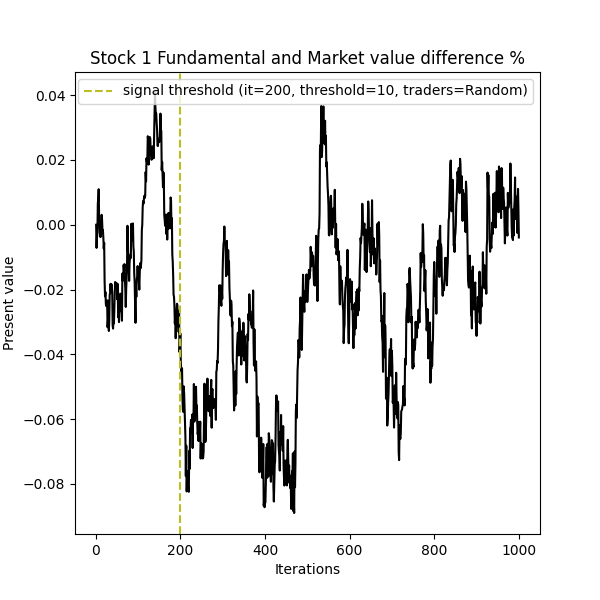 Stock 1 Fundamental and Market value difference %
signal threshold (it=200, threshold=10, traders=Random)
0.04
0.02
0.00
−0.02
−0.04
−0.06
−0.08
Present value
0 200 400 600 800 1000
Iterations